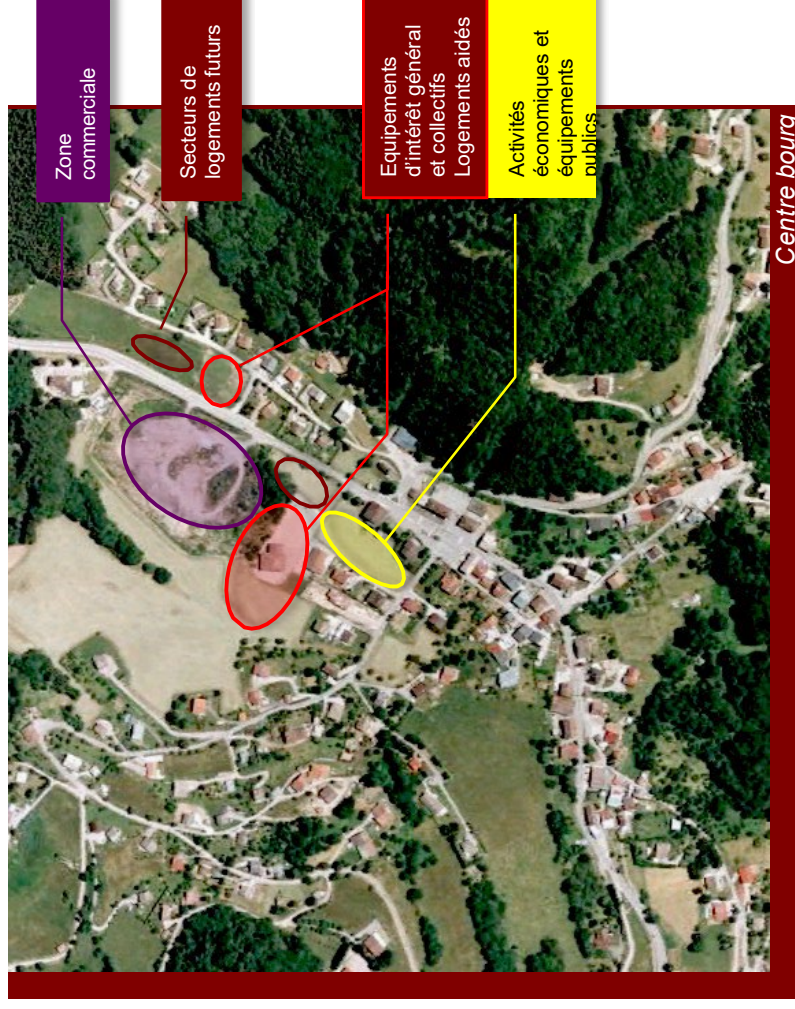 Zone
commerciale
Secteurs de
logements futurs
Equipements
d'intérêt général
et collectifs
Logements aidés
Activités
économiques et
équipements
publics
Centre bourg